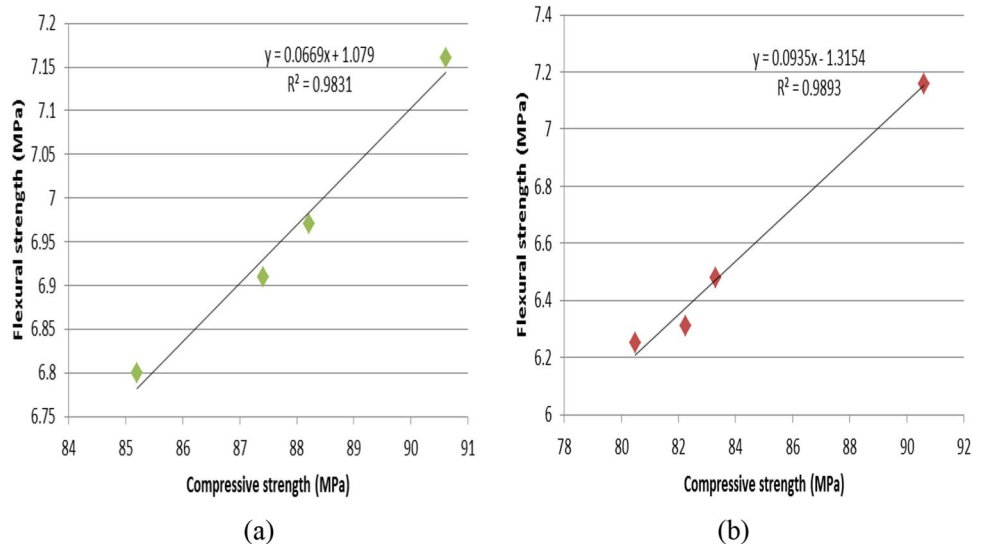 7.2
7.15
7.1
7.05
7
6.95
6.9
6.85
6.8
6.75
Flexural strength (MPa)
y = 0.0669x + 1.079
R² = 0.9831
84 85 86 87 88 89 90 91
Compressive strength (MPa)
(a)
7.4
7.2
7
6.8
6.6
6.4
6.2
6
Flexural strength (MPa)
y = 0.0935x - 1.3154
R² = 0.9893
78 80 82 84 86 88 90 92
Compressive strength (MPa)
(b)